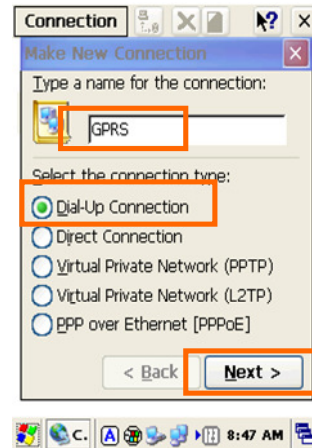 Connection
Make New Connection
Type a name for the connection:
GPRS
Select the connection type:
Dial-Up Connection
Direct Connection
Virtual Private Network (PPTP)
Virtual Private Network (L2TP)
PPP over Ethernet [PPPoE]
< Back Next >
C. A 8:47 AM